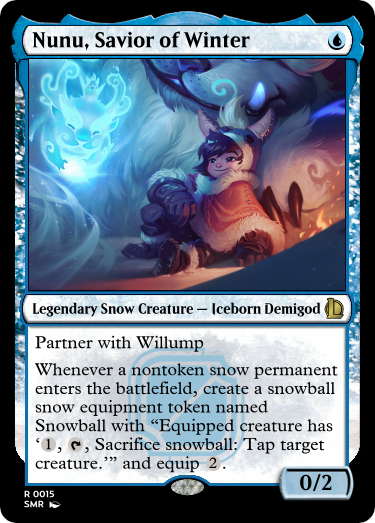 Nunu, Savior of Winter
Legendary Snow Creature — Iceborn Demigod
Partner with Willump
Whenever a nontoken snow permanent
enters the battlefield, create a snowball
snow equipment token named
Snowball with “Equipped creature has
‘1, , Sacrifice snowball: Tap target
creature.’” and equip 2.
0/2
R 0015
SMR